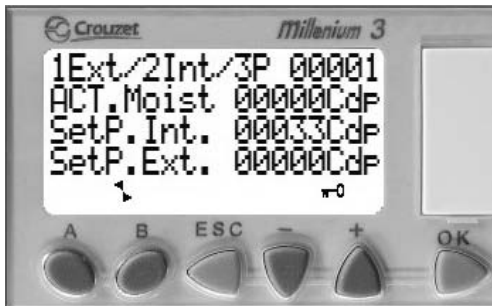 Crouzet Millenium 3
1Ext/2Int/3P 00001
ACT.Moist 00000CdP
SetP.Int. 00033CdP
SetP.Ext. 00000CdP
A B ESC - + OK